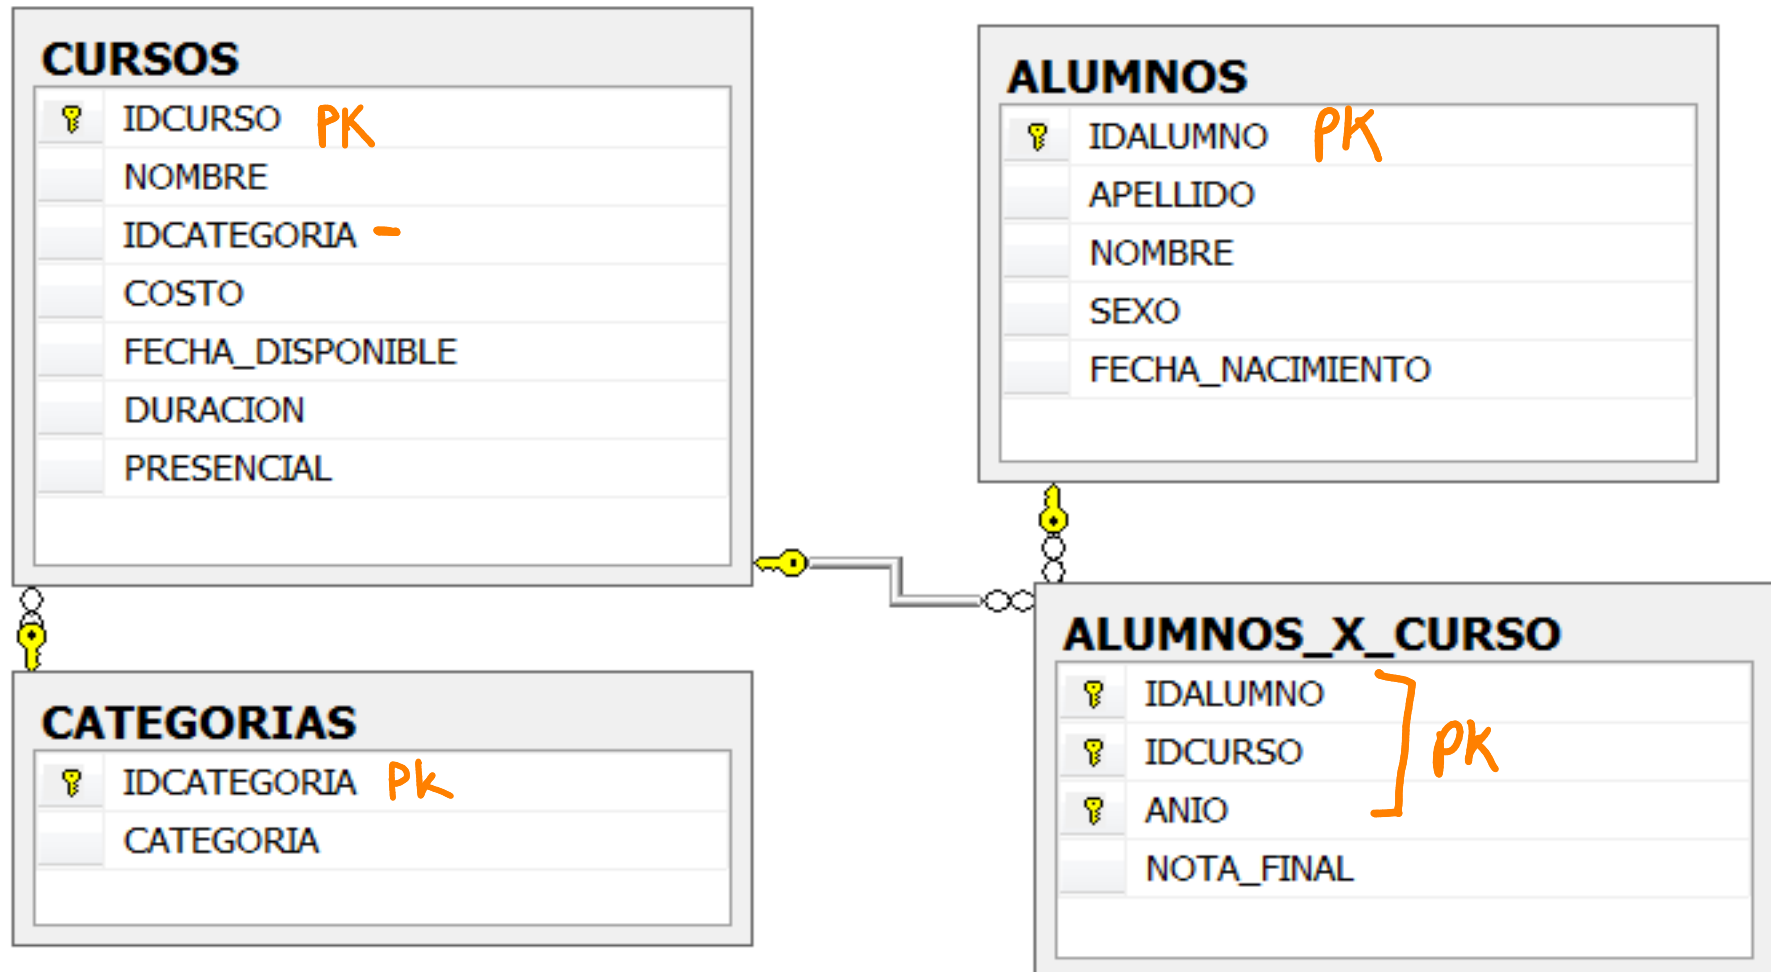 CURSOS
IDCURSO PK
NOMBRE
IDCATEGORIA -
COSTO
FECHA_DISPONIBLE
DURACION
PRESENCIAL
ALUMNOS
IDALUMNO PK
APELLIDO
NOMBRE
SEXO
FECHA_NACIMIENTO
CATEGORIAS
IDCATEGORIA PK
CATEGORIA
ALUMNOS_X_CURSO
IDALUMNO
IDCURSO PK
ANIO
NOTA_FINAL